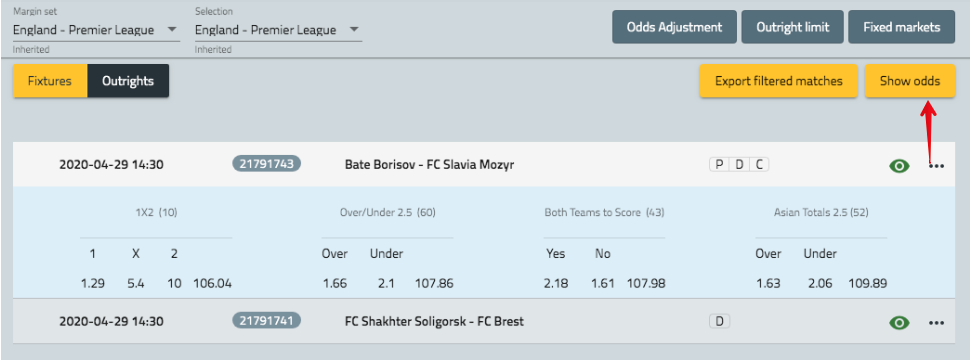 Margin set Selection
England - Premier League England - Premier League Odds Adjustment Outright limit Fixed markets
Inherited Inherited
Fixtures Outrights Export filtered matches Show odds
2020-04-29 14:30 21791743 Bate Borisov - FC Slavia Mozyr P D C
1X2 (10) Over/Under 2.5 (60) Both Teams to Score (43) Asian Totals 2.5 (52)
1 X 2 Over Under Yes No Over Under
1.29 5.4 10 106.04 1.66 2.1 107.86 2.18 1.61 107.98 1.63 2.06 109.89
2020-04-29 14:30 21791741 FC Shakhter Soligorsk - FC Brest D